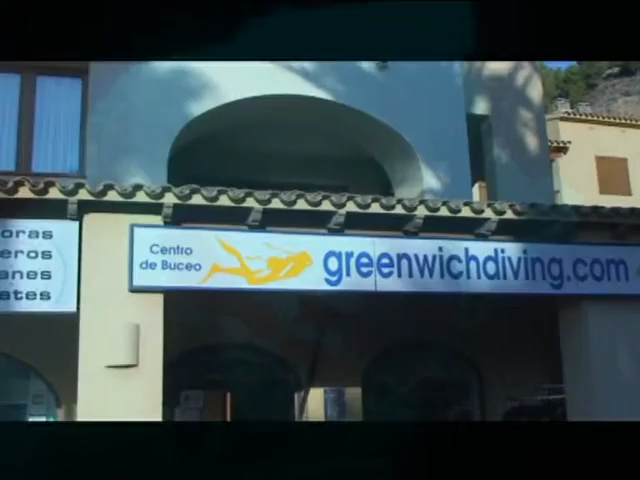 oras
eros
anes
ates
Centro
de Buceo
greenwichdiving.com